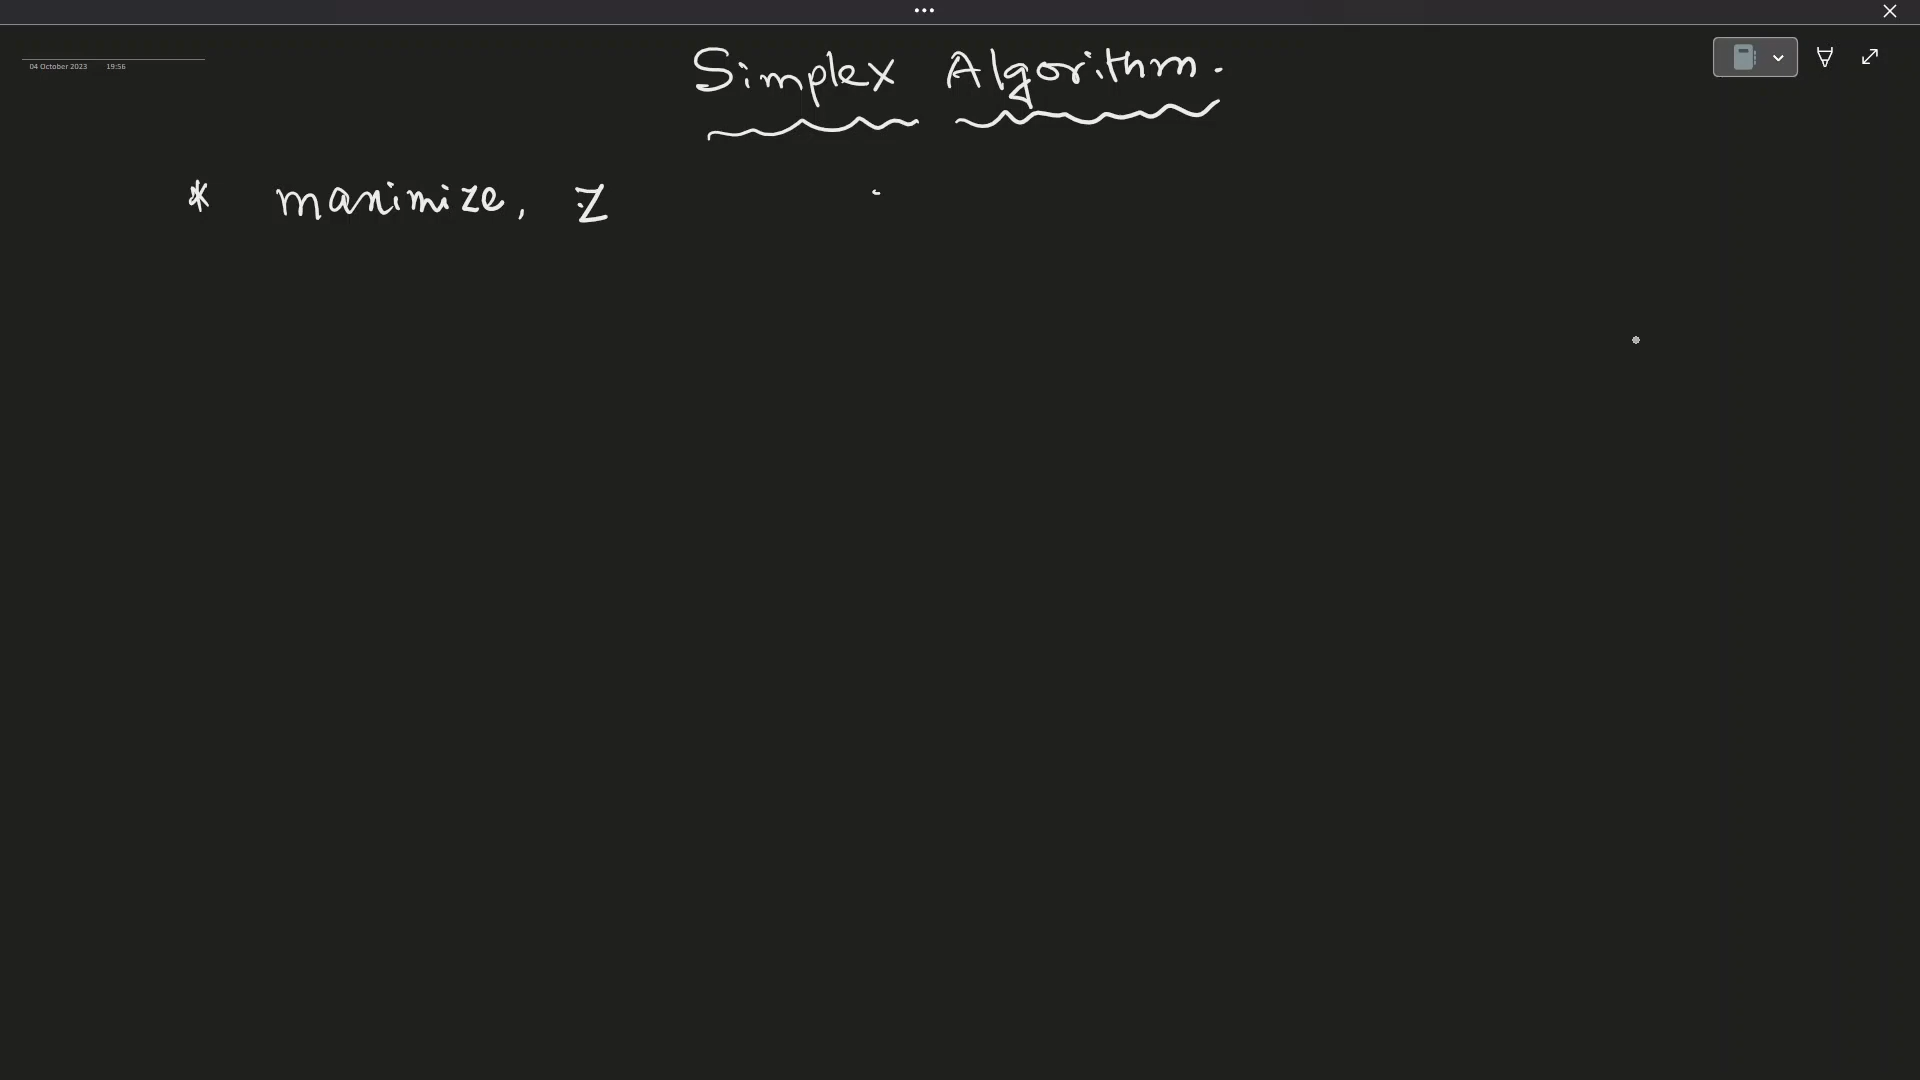 04 October 2023 19:56
Simplex Algorithm.
* maximize, Z